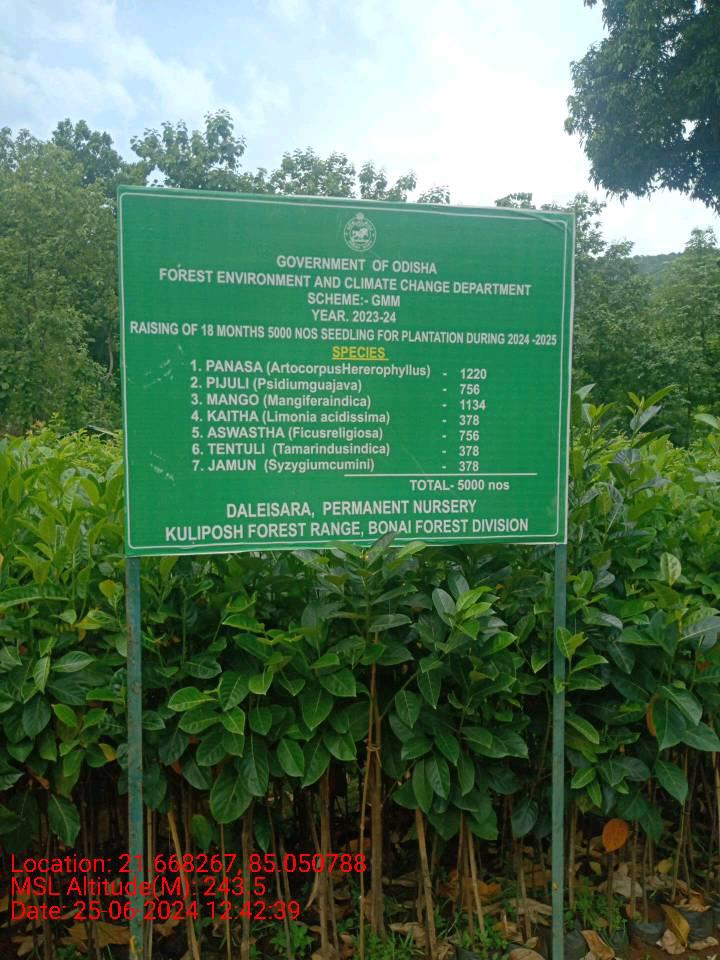 GOVERNMENT OF ODISHA
FOREST ENVIRONMENT AND CLIMATE CHANGE DEPARTMENT
SCHEME:- GMM
YEAR. 2023-24
RAISING OF 18 MONTHS 5000 NOS SEEDLING FOR PLANTATION DURING 2024 -2025
SPECIES
1. PANASA (ArtocorpusHererophyllus) - 1220
2. PIJULI (Psidiumguajava) - 756
3. MANGO (Mangiferaindica) - 1134
4. KAITHA (Limonia acidissima) - 378
5. ASWASTHA (Ficusreligiosa) - 756
6. TENTULI (Tamarindusindica) - 378
7. JAMUN (Syzygiumcumini) - 378
TOTAL- 5000 nos
DALEISARA, PERMANENT NURSERY
KULIPOSH FOREST RANGE, BONAI FOREST DIVISION
Location: 21.668267, 85.050788
MSL Altitude(M): 243.5
Date: 25-06-2024 12:42:39